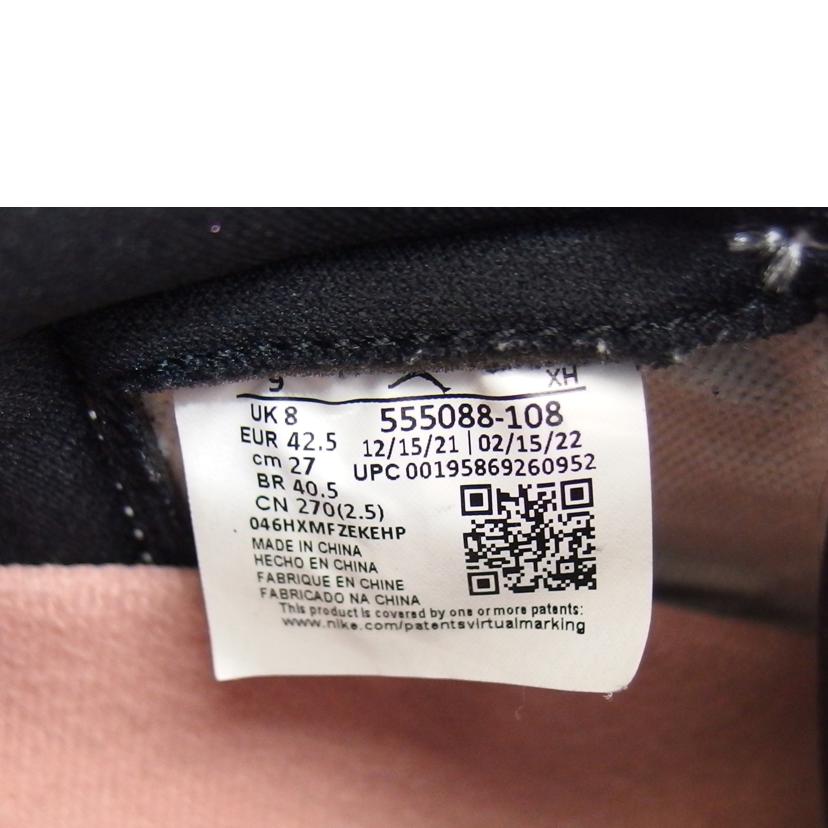 9 XH
UK 8 555088-108
EUR 42.5 12/15/21 | 02/15/22
cm 27 UPC 00195869260952
BR 40.5
CN 270(2.5)
046HXMFZEKEHP
MADE IN CHINA
HECHO EN CHINA
FABRIQUE EN CHINE
FABRICADO NA CHINA
This product is covered by one or more patents:
www.nike.com/patentsvirtualmarking